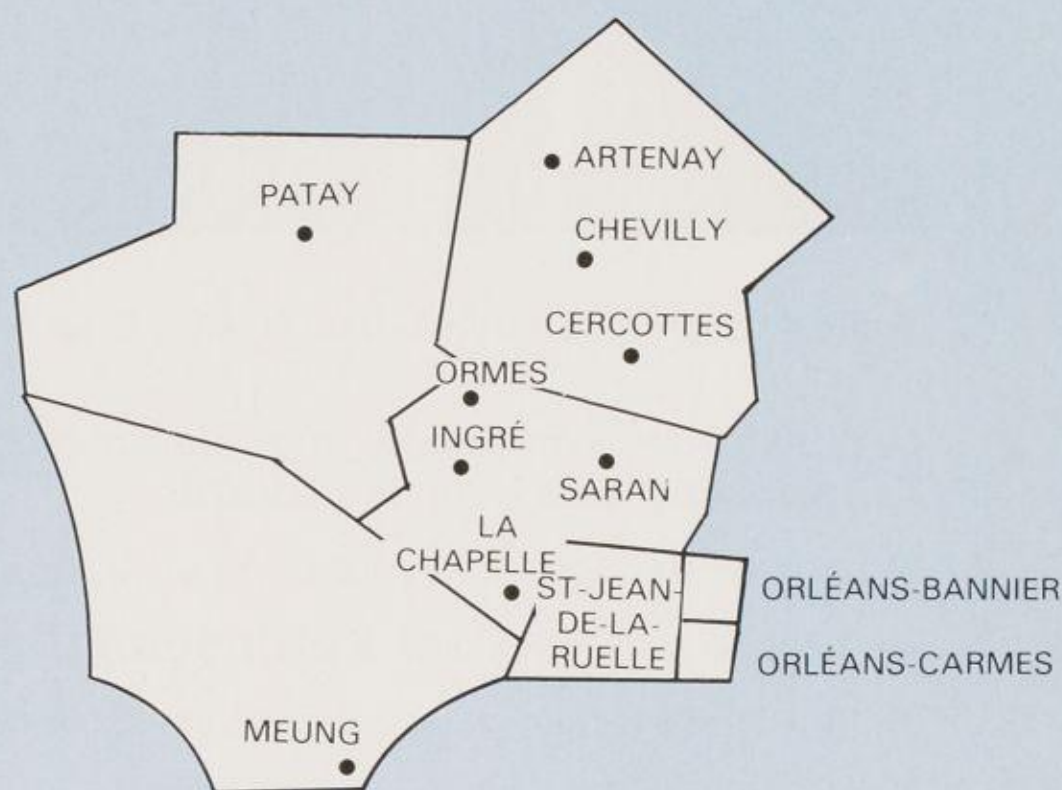 ARTENAY
PATAY
CHEVILLY
CERCOTTES
ORMES
INGRÉ
SARAN
LA
CHAPELLE
ST-JEAN-
DE-LA-
RUELLE
ORLÉANS-BANNIER
ORLÉANS-CARMES
MEUNG